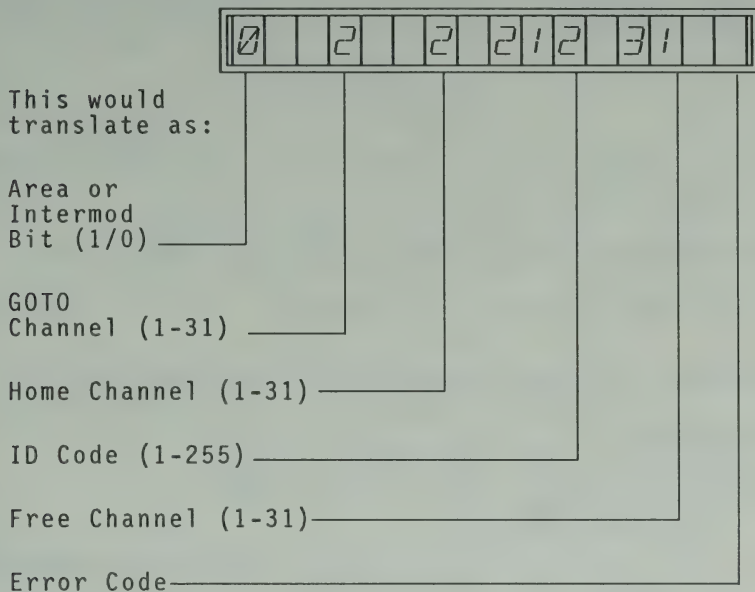 0 2 2 212 31
This would
translate as:
Area or
Intermod
Bit (1/0)
GOTO
Channel (1-31)
Home Channel (1-31)
ID Code (1-255)
Free Channel (1-31)
Error Code